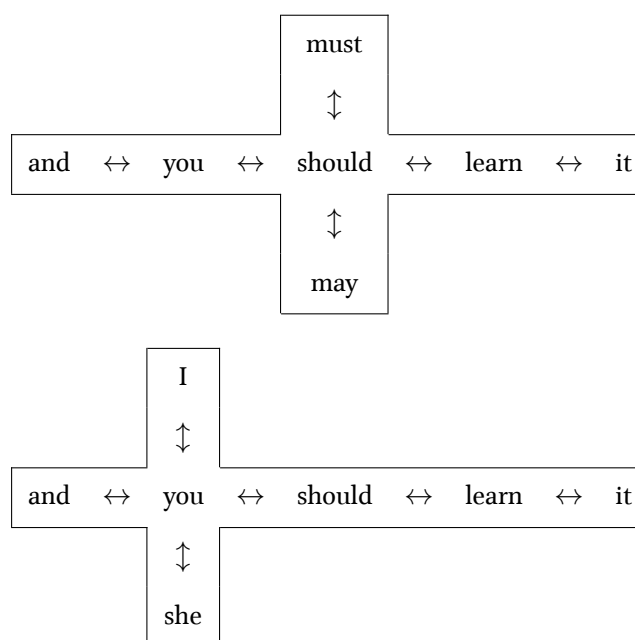 must
↕
and ↔ you ↔ should ↔ learn ↔ it
↕
may
I
↕
and ↔ you ↔ should ↔ learn ↔ it
↕
she